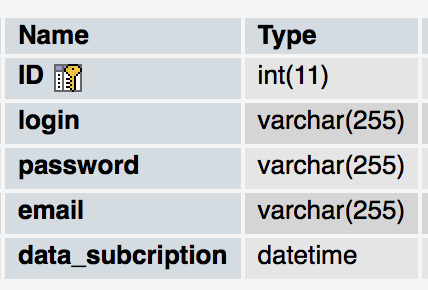 Name Type
ID int(11)
login varchar(255)
password varchar(255)
email varchar(255)
data_subcription datetime